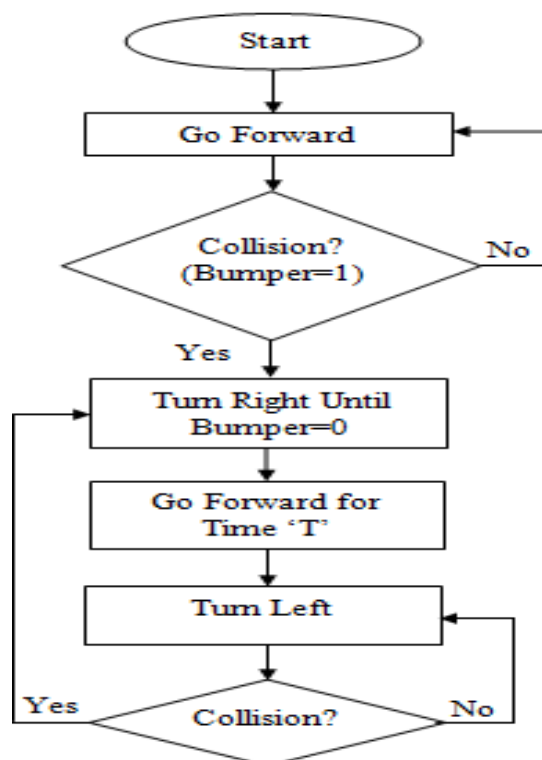 Start
Go Forward
Collision?
(Bumper=1)
No
Yes
Turn Right Until
Bumper=0
Go Forward for
Time ‘T’
Turn Left
Yes
Collision?
No